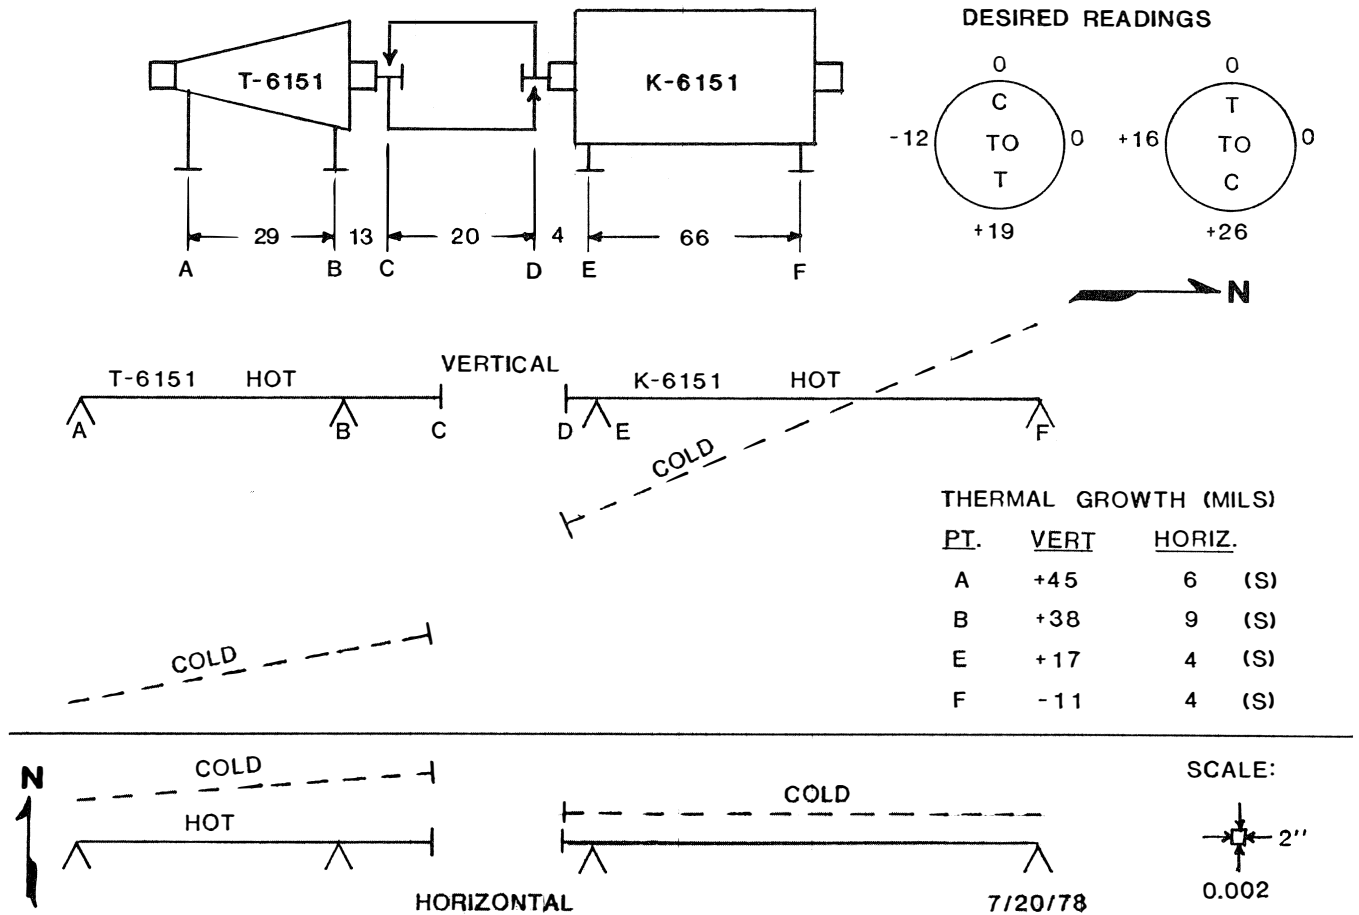 DESIRED READINGS
T-6151
K-6151
0
C
TO
T
-12
0
+19
0
T
TO
C
+16
0
+26
29 13 20 4 66
A B C D E F
N
VERTICAL
T-6151 HOT
K-6151 HOT
A B C D E F
COLD
COLD
THERMAL GROWTH (MILS)
PT. VERT HORIZ.
A +45 6 (S)
B +38 9 (S)
E +17 4 (S)
F -11 4 (S)
N
COLD
HOT
COLD
SCALE:
2"
0.002
HORIZONTAL
7/20/78